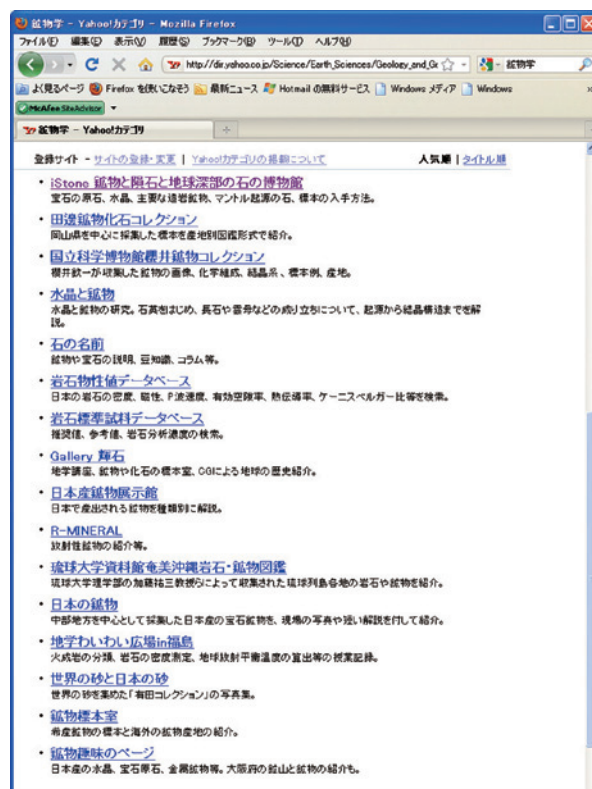 鉱物学 - Yahoo!カテゴリ - Mozilla Firefox
ファイル(F) 編集(E) 表示(V) 履歴(S) ブックマーク(B) ツール(T) ヘルプ(H)
http://dir.yahoo.co.jp/Science/Earth_Sciences/Geology_and_Ge 鉱物学
よく見るページ Firefox を使いこなそう 最新ニュース Hotmail の無料サービス Windows メディア Windows
McAfee SiteAdvisor
鉱物学 - Yahoo!カテゴリ
登録サイト - サイトの登録・変更 | Yahoo!カテゴリの掲載について 人気順 | タイトル順
・ iStone 鉱物と隕石と地球深部の石の博物館
宝石の原石、水晶、主要な造岩鉱物、マントル起源の石、標本の入手方法。
・ 田邊鉱物化石コレクション
岡山県を中心に採集した標本を産地別図鑑形式で紹介。
・ 国立科学博物館櫻井鉱物コレクション
櫻井欽一が収集した鉱物の画像、化学組成、結晶系、標本例、産地。
・ 水晶と鉱物
水晶と鉱物の研究。石英をはじめ、長石や雲母などの成り立ちについて、起源から結晶構造までを解
説。
・ 石の名前
鉱物や宝石の説明、豆知識、コラム等。
・ 岩石物性値データベース
日本の岩石の密度、磁性、P波速度、有効空隙率、熱伝導率、ケーニスベルガー比等を検索。
・ 岩石標準試料データベース
推奨値、参考値、岩石分析濃度の検索。
・ Gallery 輝石
地学講座、鉱物や化石の標本室、CGIによる地球の歴史紹介。
・ 日本産鉱物展示館
日本で産出される鉱物を種類別に解説。
・ R-MINERAL
放射性鉱物の紹介等。
・ 琉球大学資料館奄美沖縄岩石・鉱物図鑑
琉球大学理学部の加藤祐三教授らによって収集された琉球列島各地の岩石や鉱物を紹介。
・ 日本の鉱物
中部地方を中心として採集した日本産の宝石鉱物を、現場の写真や短い解説を付して紹介。
・ 地学わいわい広場in福島
火成岩の分類、岩石の密度測定、地球放射平衡温度の算出等の授業記録。
・ 世界の砂と日本の砂
世界の砂を集めた「有田コレクション」の写真集。
・ 鉱物標本室
希産鉱物の標本と海外の鉱物産地の紹介。
・ 鉱物趣味のページ
日本産の水晶、宝石原石、金属鉱物等。大阪府の鉱山と鉱物の紹介も。